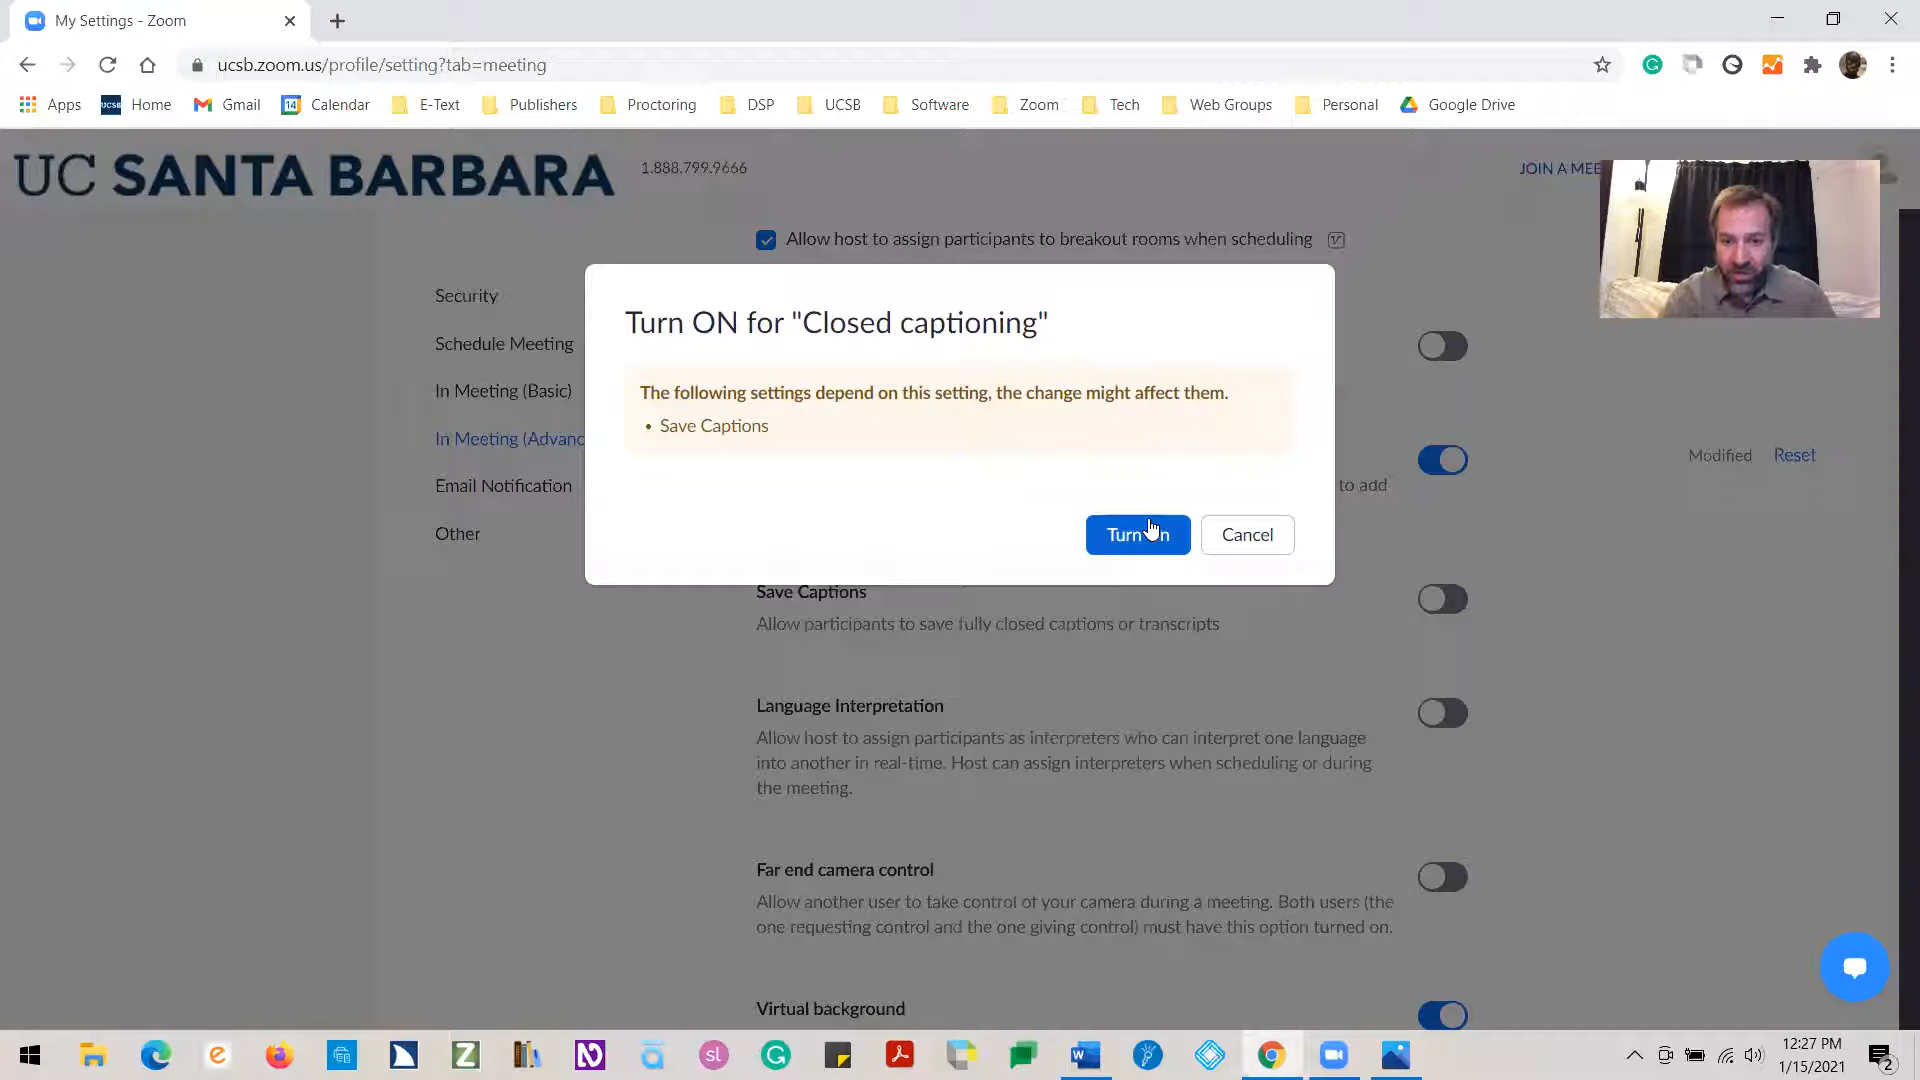 My Settings - Zoom
ucsb.zoom.us/profile/setting?tab=meeting
Apps
UCSB Home
Gmail
14 Calendar
E-Text
Publishers
Proctoring
DSP
UCSB
Software
Zoom
Tech
Web Groups
Personal
Google Drive
UC SANTA BARBARA
1.888.799.9666
JOIN A MEE
Allow host to assign participants to breakout rooms when scheduling
Security
Schedule Meeting
In Meeting (Basic)
In Meeting (Advanc
Email Notification
Other
Turn ON for "Closed captioning"
The following settings depend on this setting, the change might affect them.
• Save Captions
Turn On
Cancel
Modified Reset
to add
Save Captions
Allow participants to save fully closed captions or transcripts
Language Interpretation
Allow host to assign participants as interpreters who can interpret one language
into another in real-time. Host can assign interpreters when scheduling or during
the meeting.
Far end camera control
Allow another user to take control of your camera during a meeting. Both users (the
one requesting control and the one giving control) must have this option turned on.
Virtual background
sl
12:27 PM
1/15/2021
2